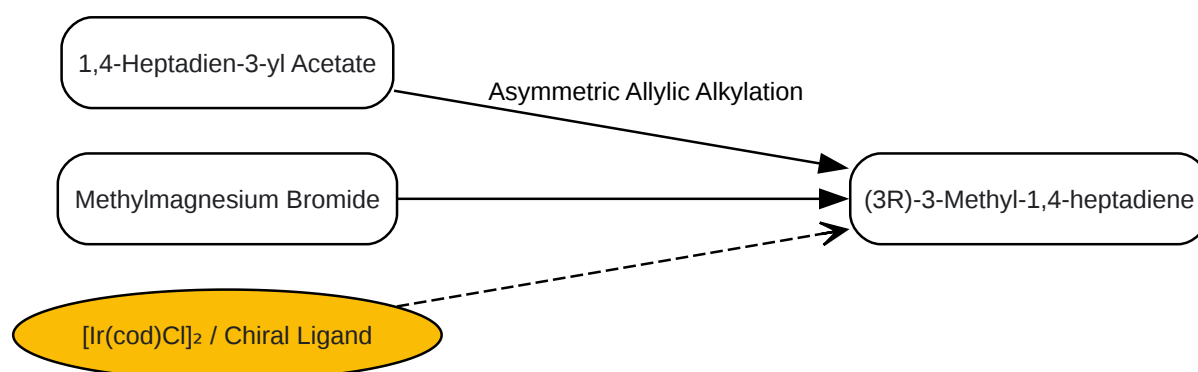 1,4-Heptadien-3-yl Acetate
Asymmetric Allylic Alkylation
Methylmagnesium Bromide
(3R)-3-Methyl-1,4-heptadiene
[Ir(cod)Cl]₂ / Chiral Ligand